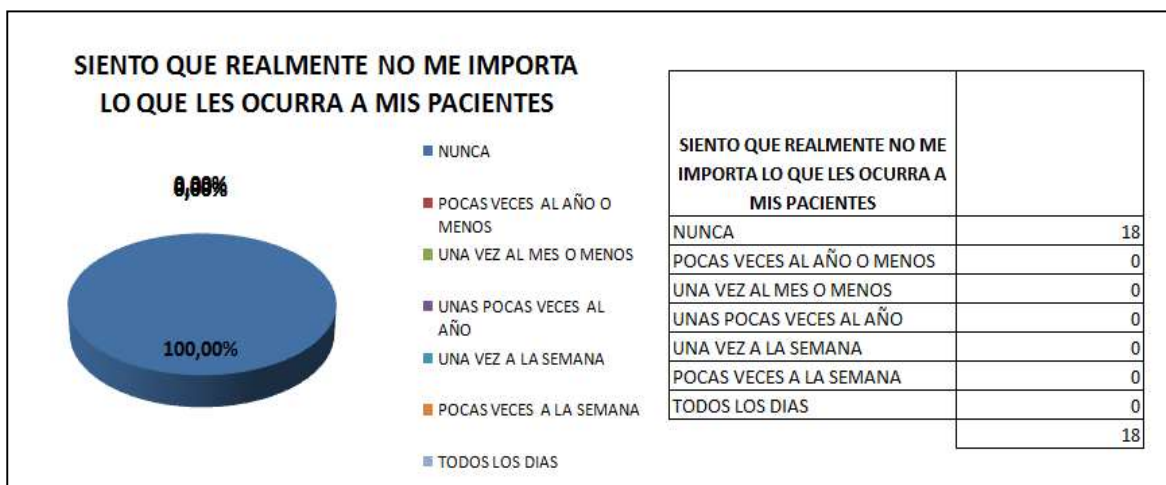 SIENTO QUE REALMENTE NO ME IMPORTA
LO QUE LES OCURRA A MIS PACIENTES
0,00%
100,00%
NUNCA
POCAS VECES AL AÑO O
MENOS
UNA VEZ AL MES O MENOS
UNAS POCAS VECES AL
AÑO
UNA VEZ A LA SEMANA
POCAS VECES A LA SEMANA
TODOS LOS DIAS
SIENTO QUE REALMENTE NO ME
IMPORTA LO QUE LES OCURRA A
MIS PACIENTES
NUNCA 18
POCAS VECES AL AÑO O MENOS 0
UNA VEZ AL MES O MENOS 0
UNAS POCAS VECES AL AÑO 0
UNA VEZ A LA SEMANA 0
POCAS VECES A LA SEMANA 0
TODOS LOS DIAS 0
18